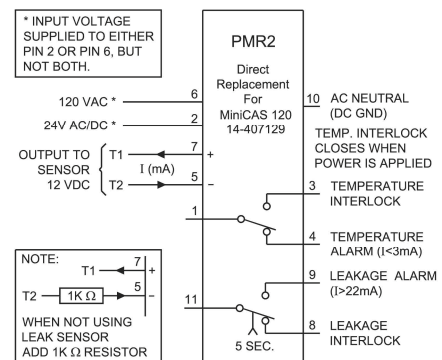 * INPUT VOLTAGE
SUPPLIED TO EITHER
PIN 2 OR PIN 6, BUT
NOT BOTH.
PMR2
Direct
Replacement
For
MiniCAS 120
14-407129
120 VAC *
6
24V AC/DC *
2
OUTPUT TO
SENSOR
12 VDC
T1
7
+
I (mA)
T2
5
−
1
11
10 AC NEUTRAL
(DC GND)
TEMP. INTERLOCK
CLOSES WHEN
POWER IS APPLIED
3 TEMPERATURE
INTERLOCK
4 TEMPERATURE
ALARM (I<3mA)
9 LEAKAGE ALARM
(I>22mA)
8 LEAKAGE
INTERLOCK
5 SEC.
NOTE:
T1
7
+
T2
1K Ω
5
−
WHEN NOT USING
LEAK SENSOR
ADD 1K Ω RESISTOR